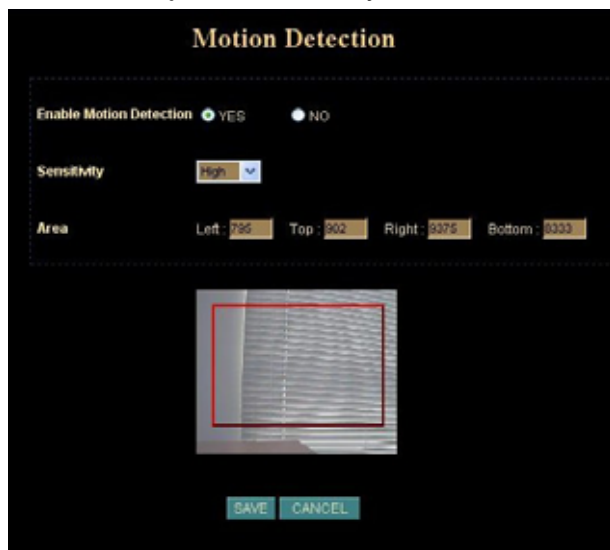 Motion Detection
Enable Motion Detection YES NO
Sensitivity High
Area Left : 795 Top : 902 Right : 9375 Bottom : 8333
SAVE CANCEL